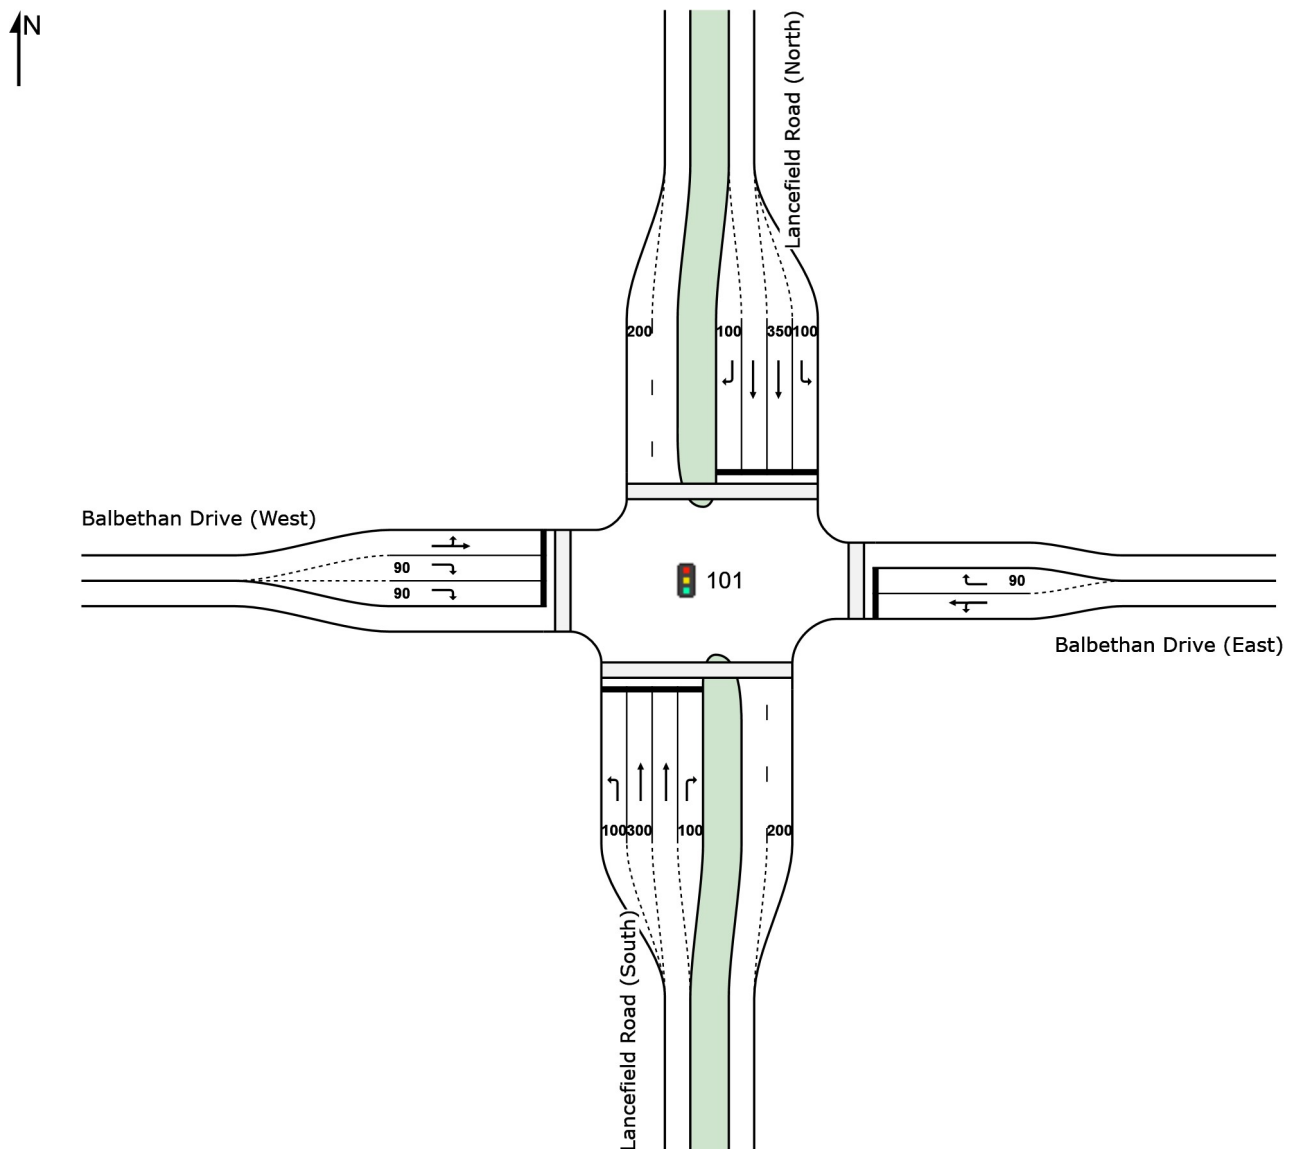 N
Lancefield Road (North)
200
100
350
100
Balbethan Drive (West)
90
90
101
90
Balbethan Drive (East)
100
300
100
200
Lancefield Road (South)